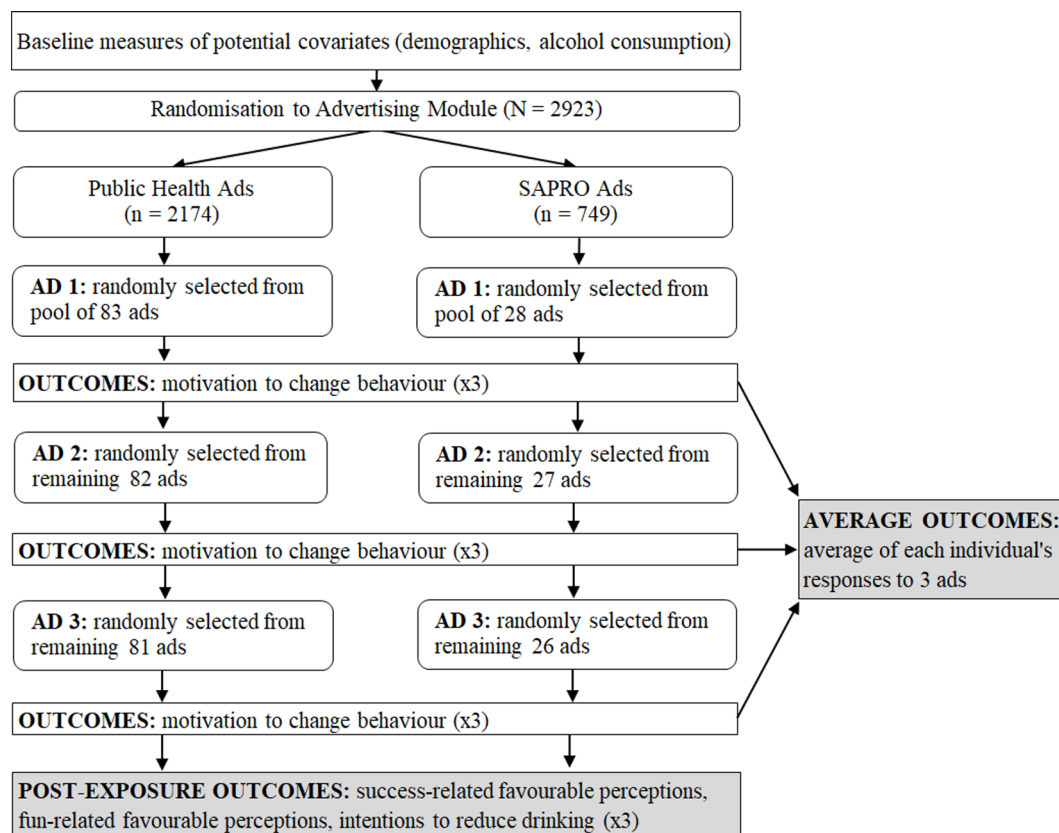 Baseline measures of potential covariates (demographics, alcohol consumption)
Randomisation to Advertising Module (N = 2923)
Public Health Ads
(n = 2174)
SAPRO Ads
(n = 749)
AD 1: randomly selected from
pool of 83 ads
AD 1: randomly selected from
pool of 28 ads
OUTCOMES: motivation to change behaviour (x3)
AD 2: randomly selected from
remaining 82 ads
AD 2: randomly selected from
remaining 27 ads
OUTCOMES: motivation to change behaviour (x3)
AVERAGE OUTCOMES:
average of each individual's
responses to 3 ads
AD 3: randomly selected from
remaining 81 ads
AD 3: randomly selected from
remaining 26 ads
OUTCOMES: motivation to change behaviour (x3)
POST-EXPOSURE OUTCOMES: success-related favourable perceptions,
fun-related favourable perceptions, intentions to reduce drinking (x3)